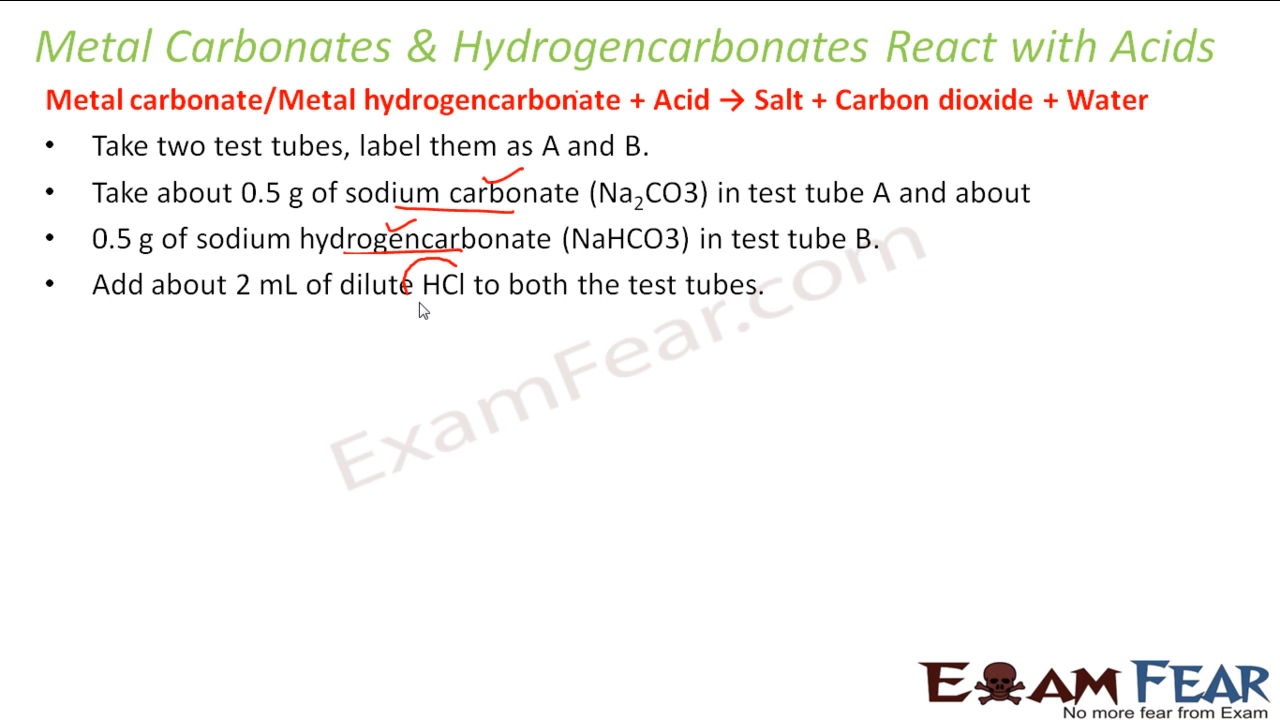 Metal Carbonates & Hydrogencarbonates React with Acids
Metal carbonate/Metal hydrogencarbonate + Acid → Salt + Carbon dioxide + Water
• Take two test tubes, label them as A and B.
• Take about 0.5 g of sodium carbonate (Na₂CO3) in test tube A and about
• 0.5 g of sodium hydrogencarbonate (NaHCO3) in test tube B.
• Add about 2 mL of dilute HCl to both the test tubes.
ExamFear.com
EXAM FEAR
No more fear from Exam